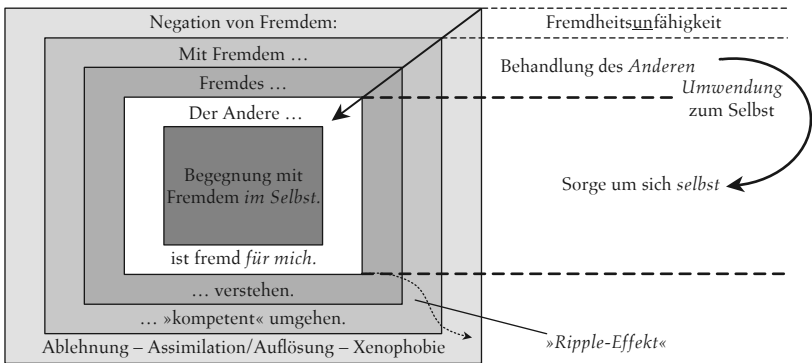 Negation von Fremdem:
Mit Fremdem …
Fremdes …
Der Andere …
Begegnung mit
Fremdem im Selbst.
ist fremd für mich.
… verstehen.
… »kompetent« umgehen.
Ablehnung – Assimilation/Auflösung – Xenophobie
Fremdheitsunfähigkeit
Behandlung des Anderen
Umwendung
zum Selbst
Sorge um sich selbst
»Ripple-Effekt«